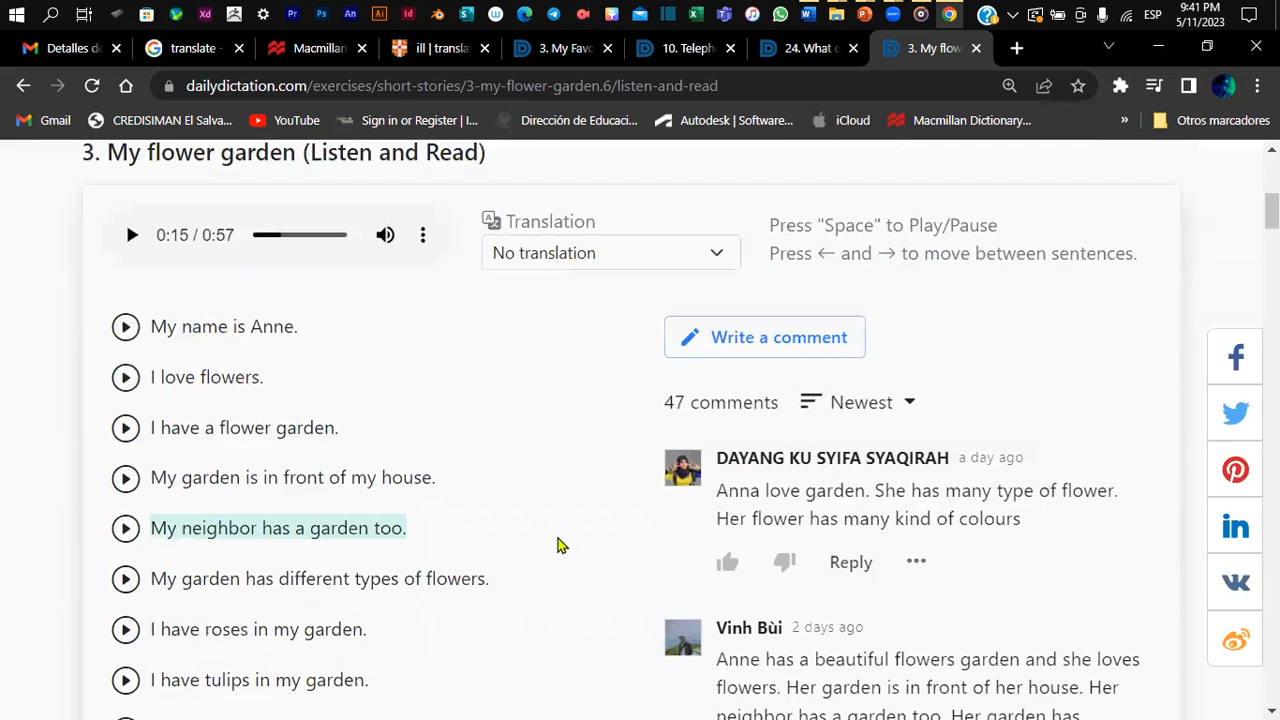 9:41 PM
ESP
5/11/2023
Detalles de
translate -
Macmillan
ill | transla
3. My Favo
10. Teleph
24. What c
3. My flow
dailydictation.com/exercises/short-stories/3-my-flower-garden.6/listen-and-read
Gmail
CREDISIMAN El Salva...
YouTube
Sign in or Register | I...
Dirección de Educaci...
Autodesk | Software...
iCloud
Macmillan Dictionary...
»
Otros marcadores
3. My flower garden (Listen and Read)
0:15 / 0:57
Translation
No translation
Press "Space" to Play/Pause
Press ← and → to move between sentences.
My name is Anne.
I love flowers.
I have a flower garden.
My garden is in front of my house.
My neighbor has a garden too.
My garden has different types of flowers.
I have roses in my garden.
I have tulips in my garden.
Write a comment
47 comments
Newest
DAYANG KU SYIFA SYAQIRAH a day ago
Anna love garden. She has many type of flower.
Her flower has many kind of colours
Reply
Vinh Bùi 2 days ago
Anne has a beautiful flowers garden and she loves
flowers. Her garden is in front of her house. Her
neighbor has a garden too. Her garden has